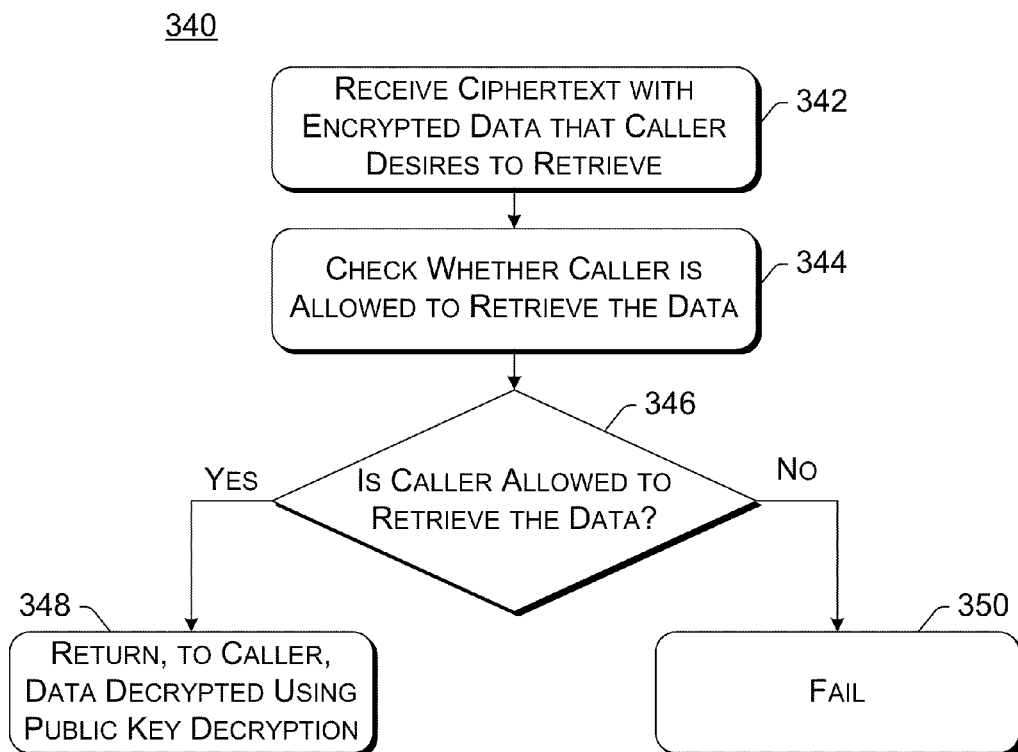 340
RECEIVE CIPHERTEXT WITH
ENCRYPTED DATA THAT CALLER
DESIRES TO RETRIEVE
342
CHECK WHETHER CALLER IS
ALLOWED TO RETRIEVE THE DATA
344
346
IS CALLER ALLOWED TO
RETRIEVE THE DATA?
YES
NO
348
RETURN, TO CALLER,
DATA DECRYPTED USING
PUBLIC KEY DECRYPTION
350
FAIL